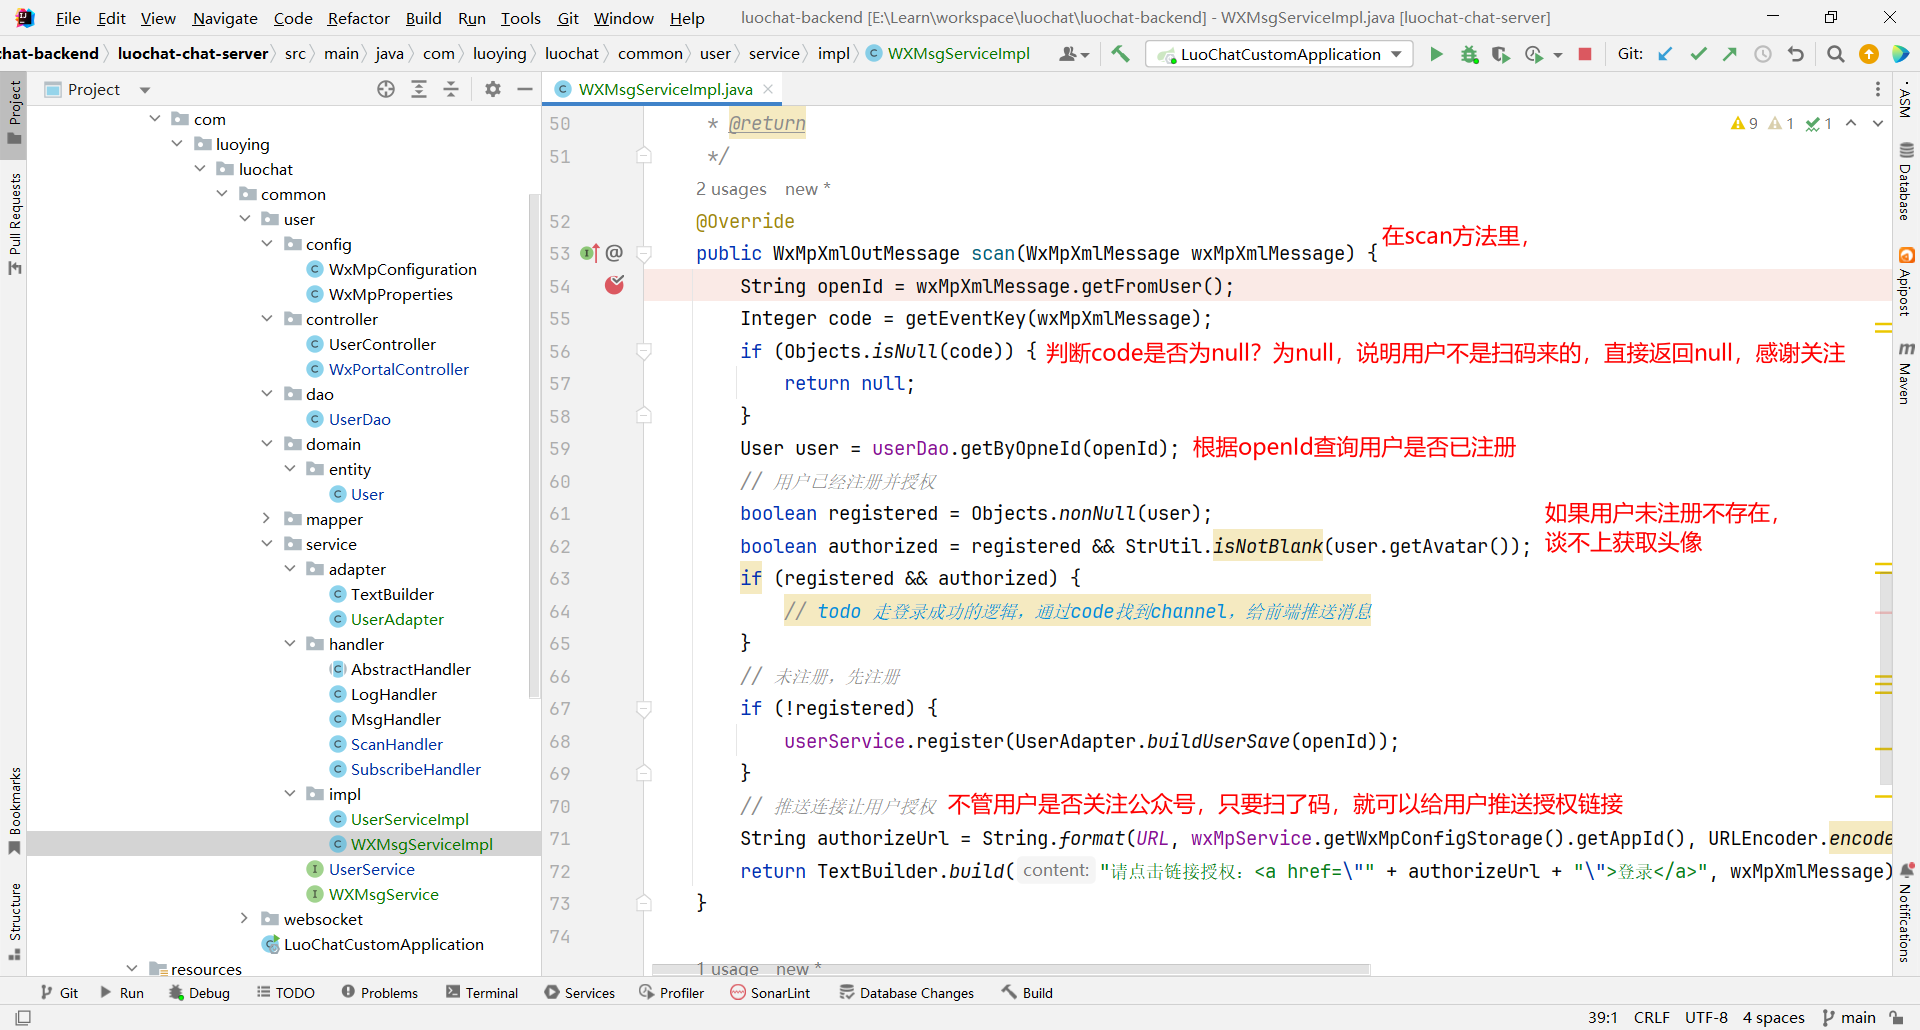 File Edit View Navigate Code Refactor Build Run Tools Git Window Help luochat-backend [E:\Learn\workspace\luochat\luochat-backend] - WXMsgServiceImpl.java [luochat-chat-server]
chat-backend luochat-chat-server src main java com luoying luochat common user service impl WXMsgServiceImpl LuoChatCustomApplication Git:
Project WXMsgServiceImpl.java
Project
Pull Requests
Bookmarks
Structure
com
luoying
luochat
common
user
config
WxMpConfiguration
WxMpProperties
controller
UserController
WxPortalController
dao
UserDao
domain
entity
User
mapper
service
adapter
TextBuilder
UserAdapter
handler
AbstractHandler
LogHandler
MsgHandler
ScanHandler
SubscribeHandler
impl
UserServiceImpl
WXMsgServiceImpl
UserService
WXMsgService
websocket
LuoChatCustomApplication
resources
50 * @return
9 1 1
51 */
2 usages new *
52 @Override
53 public WxMpXmlOutMessage scan(WxMpXmlMessage wxMpXmlMessage) { 在scan方法里，
54 String openId = wxMpXmlMessage.getFromUser();
55 Integer code = getEventKey(wxMpXmlMessage);
56 if (Objects.isNull(code)) { 判断code是否为null？为null，说明用户不是扫码来的，直接返回null，感谢关注
57 return null;
58 }
59 User user = userDao.getByOpneId(openId); 根据openId查询用户是否已注册
60 // 用户已经注册并授权
61 boolean registered = Objects.nonNull(user);
如果用户未注册不存在，
62 boolean authorized = registered && StrUtil.isNotBlank(user.getAvatar());
谈不上获取头像
63 if (registered && authorized) {
64 // todo 走登录成功的逻辑，通过code找到channel，给前端推送消息
65 }
66 // 未注册，先注册
67 if (!registered) {
68 userService.register(UserAdapter.buildUserSave(openId));
69 }
70 // 推送连接让用户授权 不管用户是否关注公众号，只要扫了码，就可以给用户推送授权链接
71 String authorizeUrl = String.format(URL, wxMpService.getWxMpConfigStorage().getAppId(), URLEncoder.encode
72 return TextBuilder.build( content: "请点击链接授权：<a href=\"" + authorizeUrl + "\">登录</a>", wxMpXmlMessage)
73 }
74
1 usage new *
ASM
Database
Apipost
Maven
Notifications
Git Run Debug TODO Problems Terminal Services Profiler SonarLint Database Changes Build
39:1 CRLF UTF-8 4 spaces main